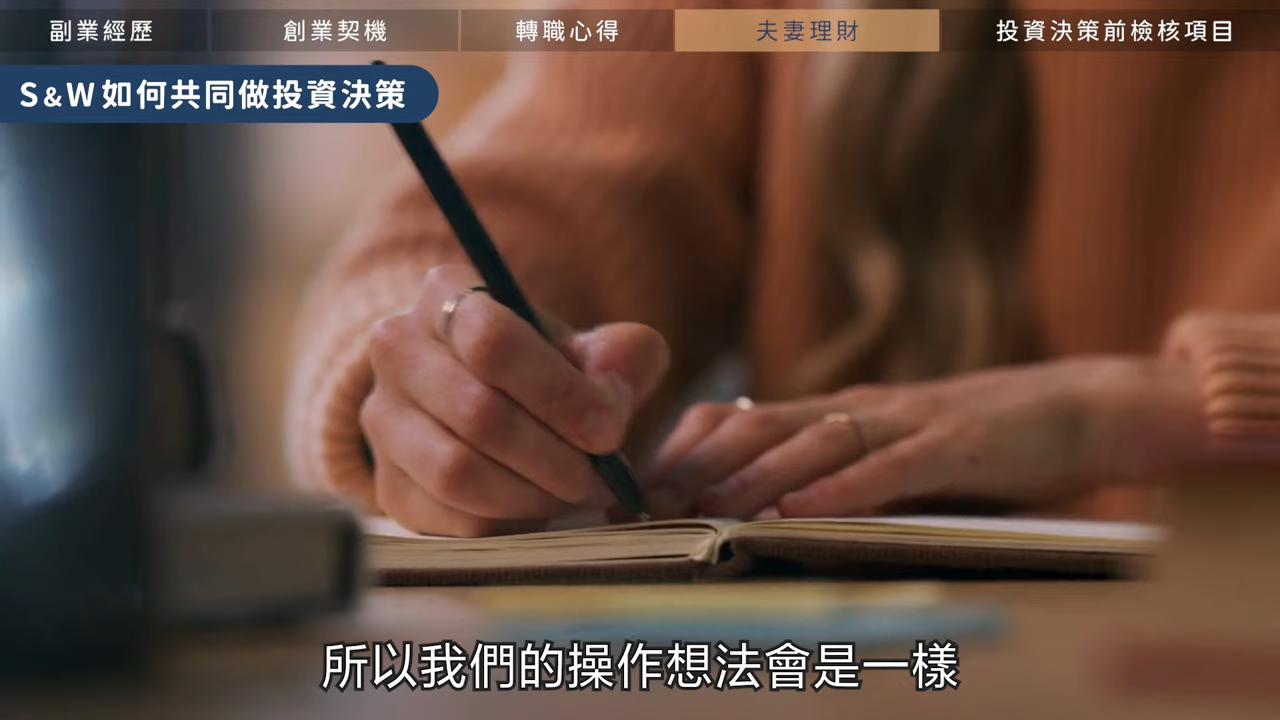 副業經歷
創業契機
轉職心得
夫妻理財
投資決策前檢核項目
S&W如何共同做投資決策
所以我們的操作想法會是一樣